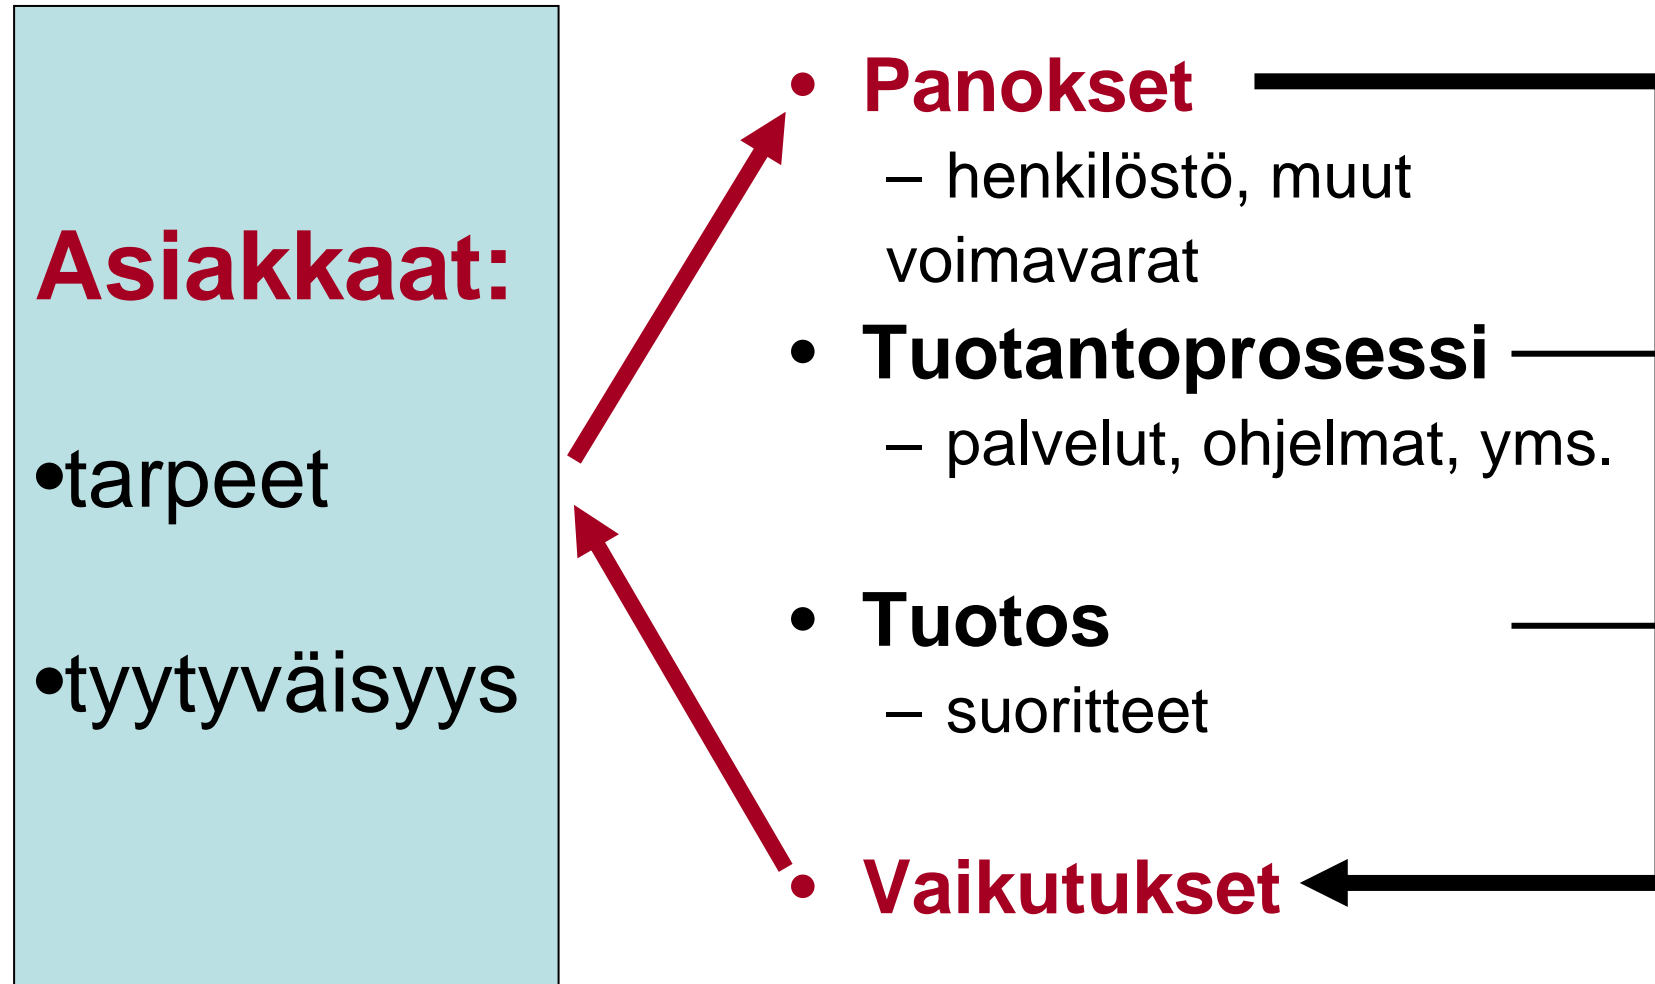 Asiakkaat:
•tarpeet
•tyytyväisyys
• Panokset
– henkilöstö, muut
voimavarat
• Tuotantoprosessi
– palvelut, ohjelmat, yms.
• Tuotos
– suoritteet
• Vaikutukset